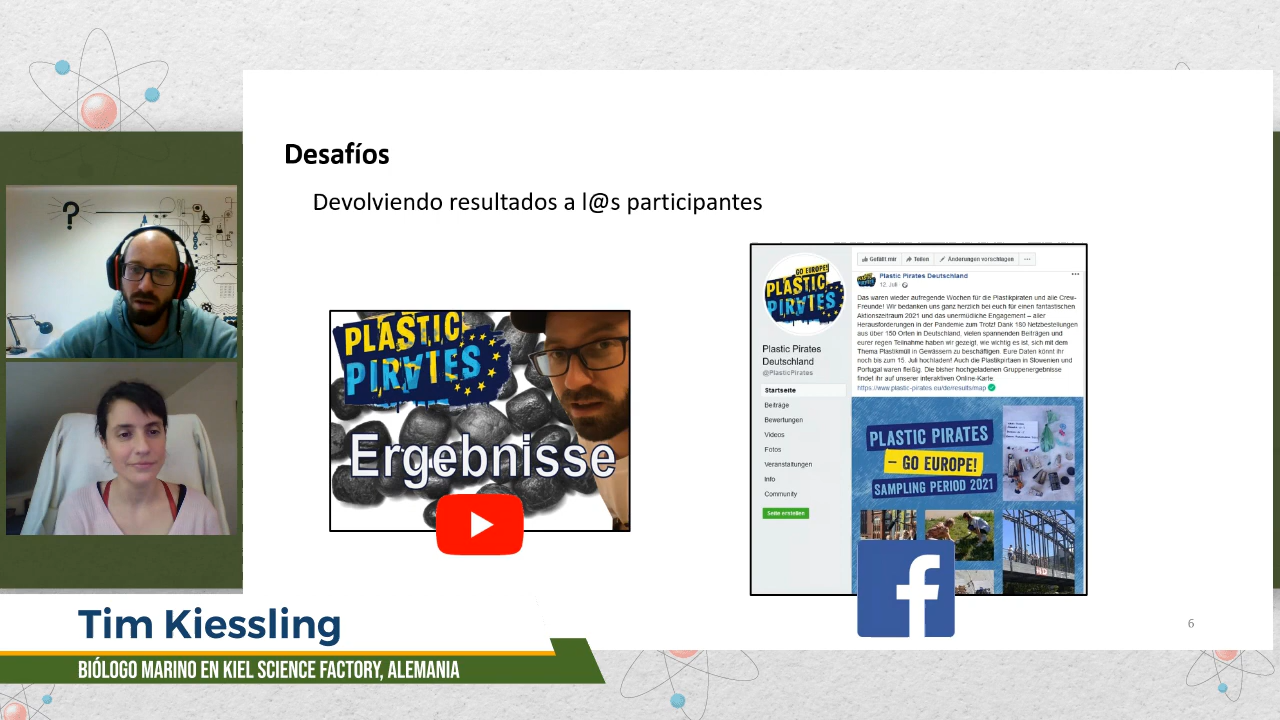 Desafíos
Devolviendo resultados a l@s participantes
?
PLASTIC
PIRATES
Ergebnisse
GO EUROPE!
PLASTIC
PIRATES
Plastic Pirates
Deutschland
@PlasticPirates
Startseite
Beiträge
Bewertungen
Videos
Fotos
Veranstaltungen
Info
Community
Seite erstellen
Gefällt mir
Teilen
Änderungen vorschlagen
Plastic Pirates Deutschland
12. Juli
Das waren wieder aufregende Wochen für die Plastikpiraten und alle Crew-
Freunde! Wir bedanken uns ganz herzlich bei euch für einen fantastischen
Aktionszeitraum 2021 und das unermüdliche Engagement – aller
Herausforderungen in der Pandemie zum Trotz! Dank 180 Netzbestellungen
aus über 150 Orten in Deutschland, vielen spannenden Beiträgen und
eurer regen Teilnahme haben wir gezeigt, wie wichtig es ist, sich mit dem
Thema Plastikmüll in Gewässern zu beschäftigen. Eure Daten könnt ihr
noch bis zum 15. Juli hochladen! Auch die Plastikpirtaen in Slowenien und
Portugal waren fleißig. Die bisher hochgeladenen Gruppenergebnisse
findet ihr auf unserer interaktiven Online-Karte.
https://www.plastic-pirates.eu/de/results/map
PLASTIC PIRATES
– GO EUROPE!
SAMPLING PERIOD 2021
f
6
Tim Kiessling
BIÓLOGO MARINO EN KIEL SCIENCE FACTORY, ALEMANIA